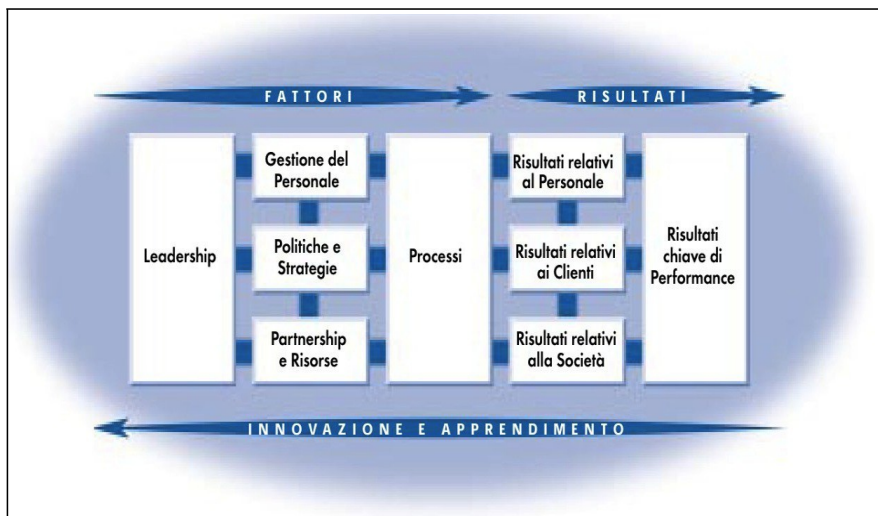 FATTORI
RISULTATI
Leadership
Gestione del
Personale
Politiche e
Strategie
Partnership
e Risorse
Processi
Risultati relativi
al Personale
Risultati relativi
ai Clienti
Risultati relativi
alla Società
Risultati
chiave di
Performance
INNOVAZIONE E APPRENDIMENTO